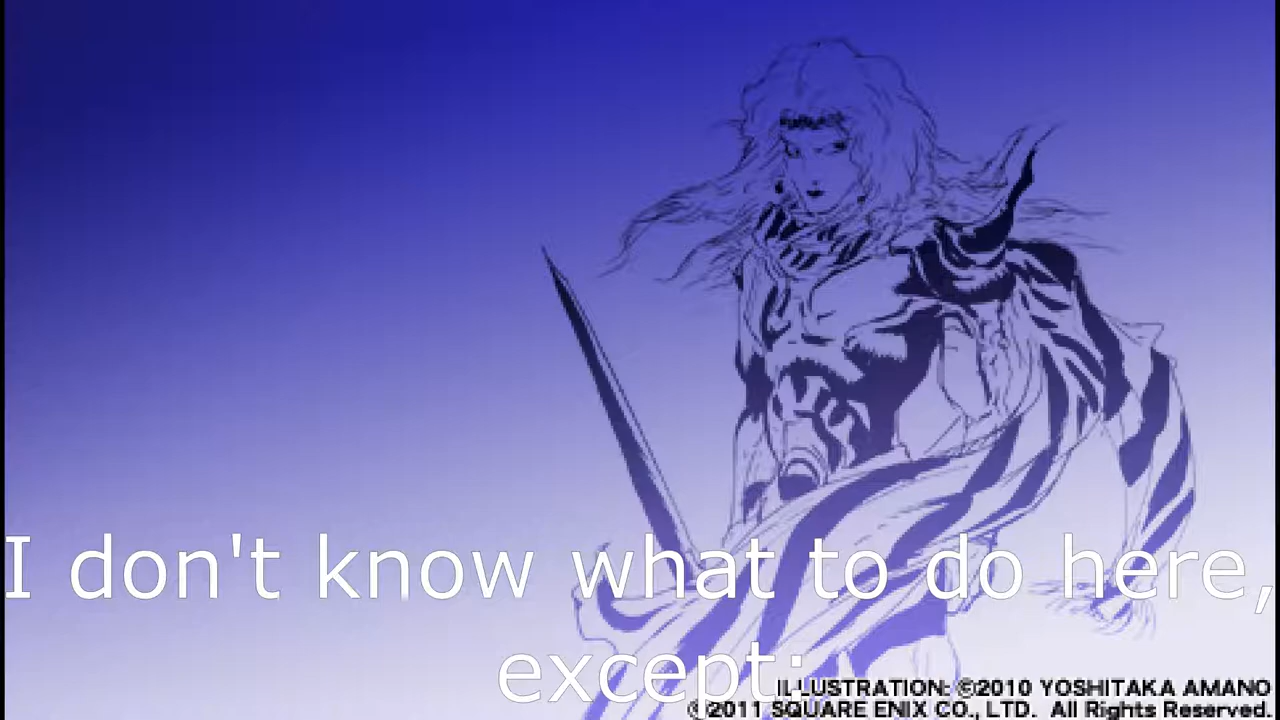 I don't know what to do here,
except:
ILLUSTRATION: ©2010 YOSHITAKA AMANO
©2011 SQUARE ENIX CO., LTD. All Rights Reserved.